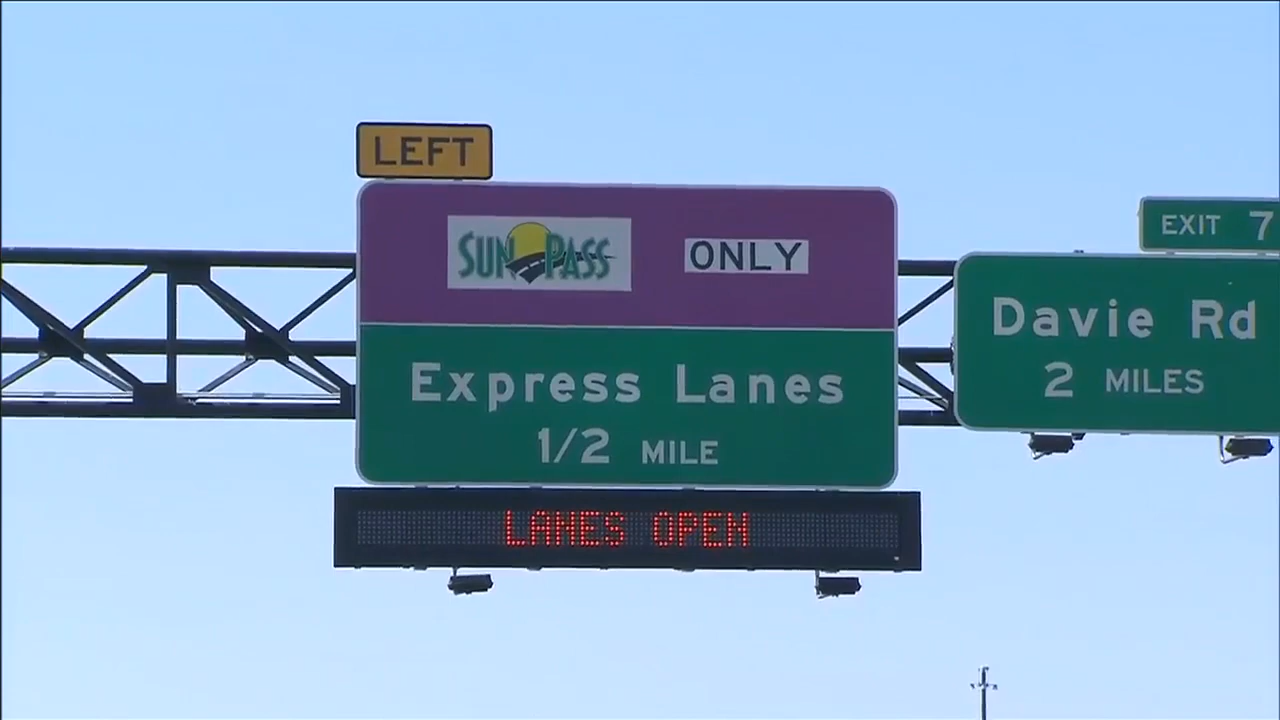 LEFT
SUNPASS ONLY
Express Lanes
1/2 MILE
LANES OPEN
EXIT 7
Davie Rd
2 MILES